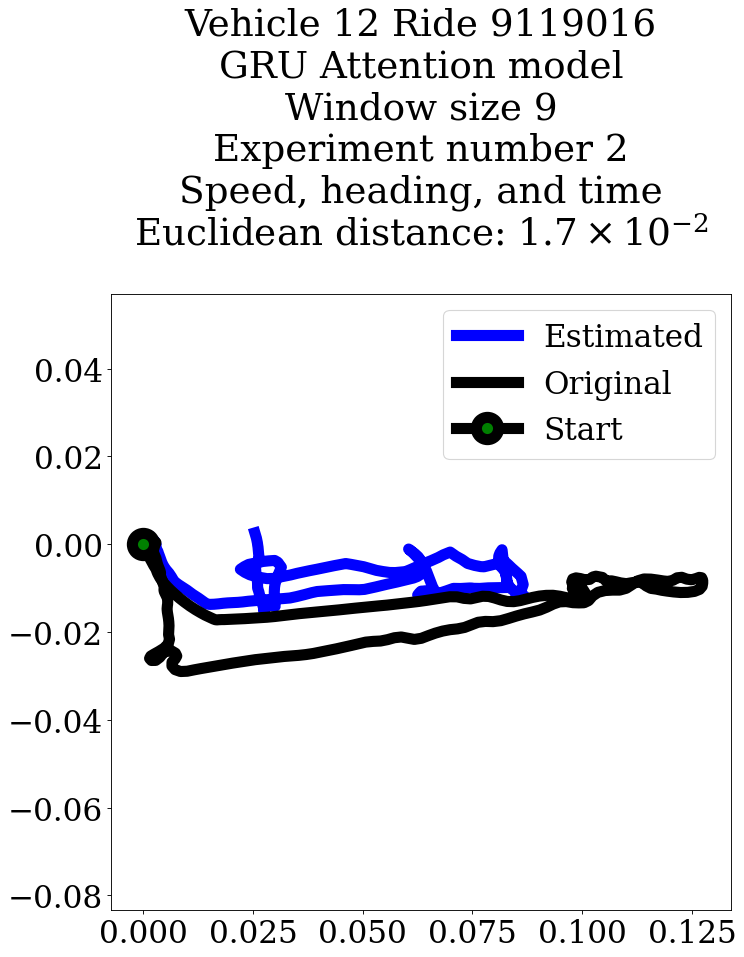 Vehicle 12 Ride 9119016
GRU Attention model
Window size 9
Experiment number 2
Speed, heading, and time
Euclidean distance: 1.7 × 10⁻²
Estimated
Original
Start
0.04
0.02
0.00
−0.02
−0.04
−0.06
−0.08
0.000 0.025 0.050 0.075 0.100 0.125